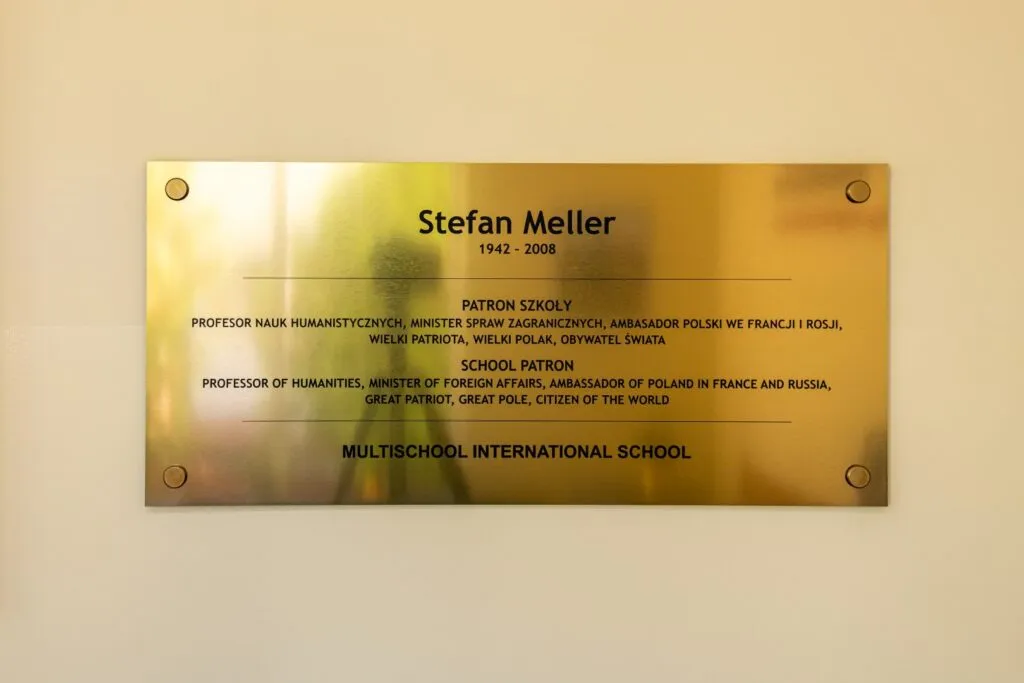 Stefan Meller
1942 - 2008
PATRON SZKOŁY
PROFESOR NAUK HUMANISTYCZNYCH, MINISTER SPRAW ZAGRANICZNYCH, AMBASADOR POLSKI WE FRANCJI I ROSJI,
WIELKI PATRIOTA, WIELKI POLAK, OBYWATEL ŚWIATA
SCHOOL PATRON
PROFESSOR OF HUMANITIES, MINISTER OF FOREIGN AFFAIRS, AMBASSADOR OF POLAND IN FRANCE AND RUSSIA,
GREAT PATRIOT, GREAT POLE, CITIZEN OF THE WORLD
MULTISCHOOL INTERNATIONAL SCHOOL